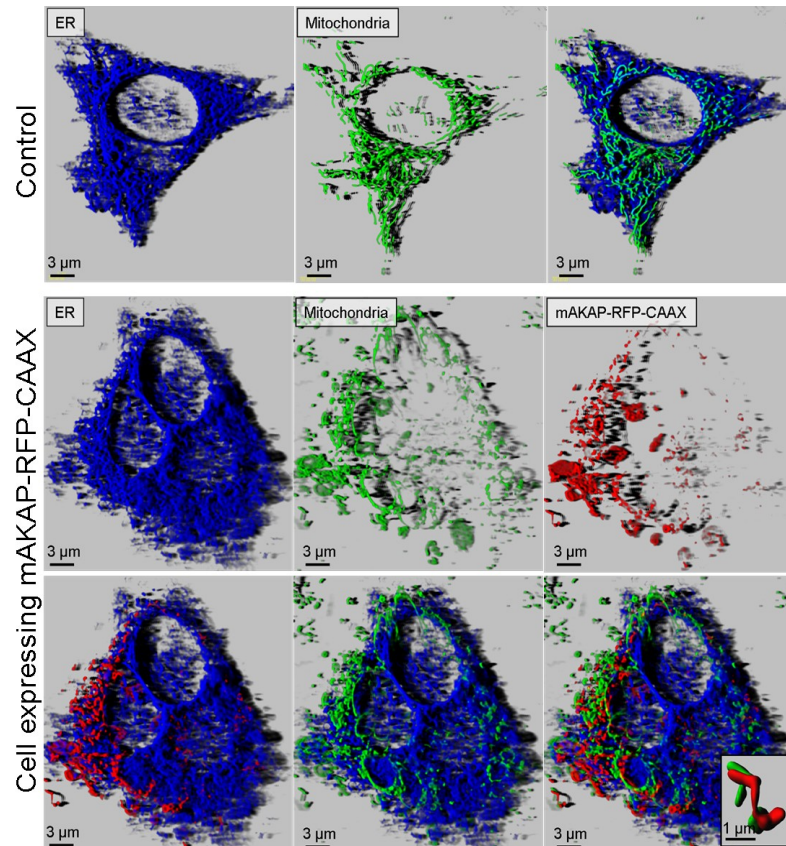 Control
ER
Mitochondria
3 µm
3 µm
3 µm
Cell expressing mAKAP-RFP-CAAX
ER
Mitochondria
mAKAP-RFP-CAAX
3 µm
3 µm
3 µm
3 µm
3 µm
3 µm
1 µm